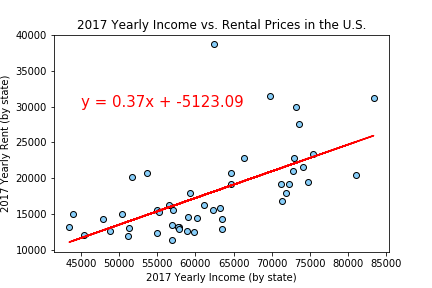 2017 Yearly Income vs. Rental Prices in the U.S.
40000
35000
30000
25000
20000
15000
10000
2017 Yearly Rent (by state)
y = 0.37x + -5123.09
45000 50000 55000 60000 65000 70000 75000 80000 85000
2017 Yearly Income (by state)